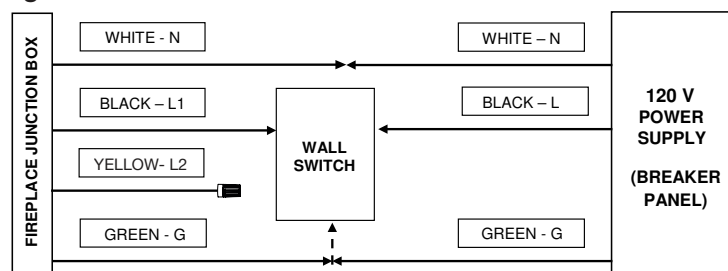 FIREPLACE JUNCTION BOX
WHITE - N
WHITE – N
BLACK – L1
BLACK – L
YELLOW- L2
GREEN - G
GREEN - G
WALL
SWITCH
120 V
POWER
SUPPLY
(BREAKER
PANEL)